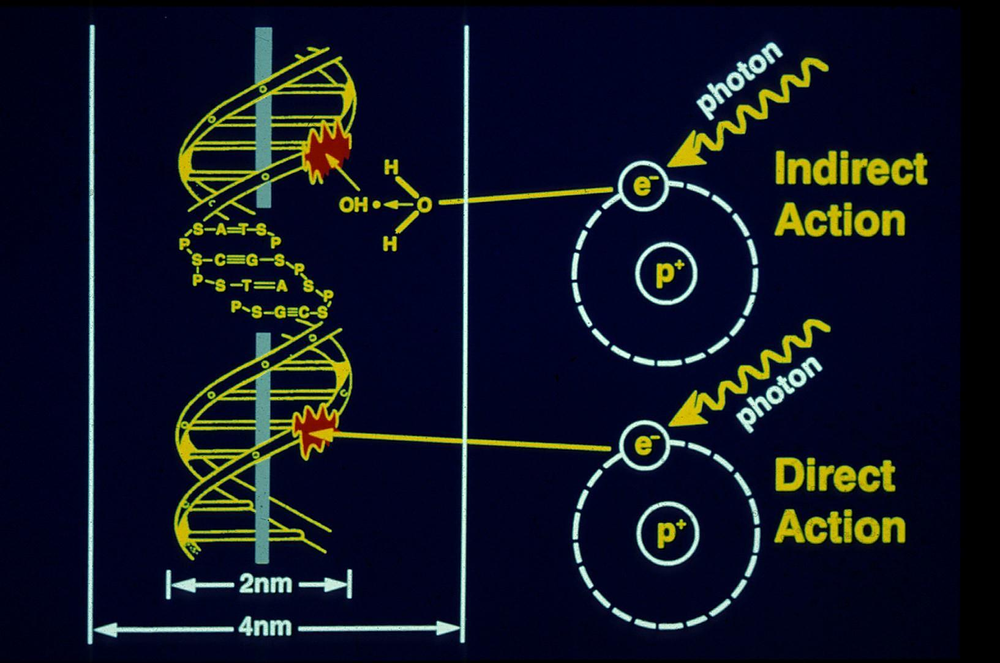 photon
Indirect
Action
e⁻
p⁺
H
OH•
O
H
S–A=T–S
P
P
S–C≡G–S
P
P–S–T=A
S
P
P–S–G≡C–S
photon
Direct
Action
e⁻
p⁺
2nm
4nm